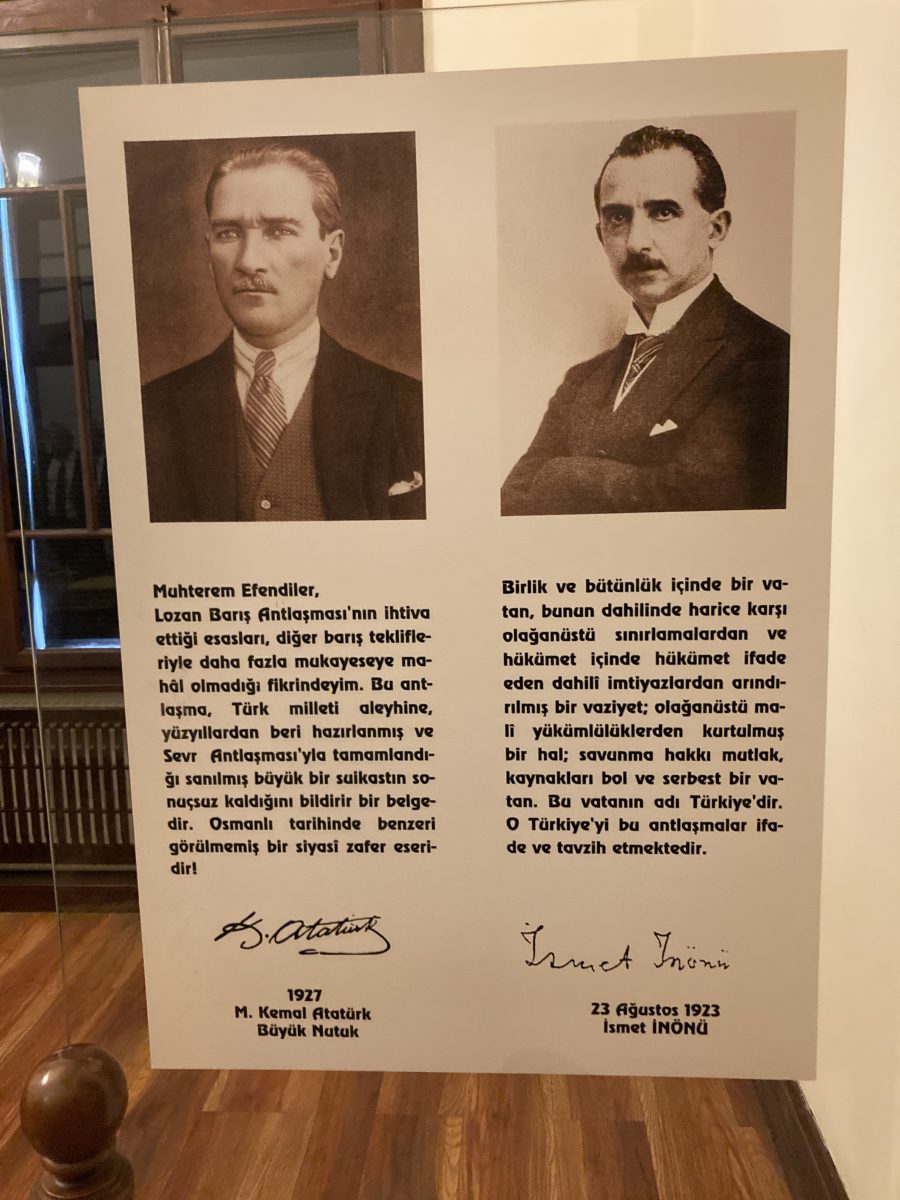 Muhterem Efendiler,
Lozan Barış Antlaşması'nın ihtiva
ettiği esasları, diğer barış teklifle-
riyle daha fazla mukayeseye ma-
hâl olmadığı fikrindeyim. Bu ant-
laşma, Türk milleti aleyhine,
yüzyıllardan beri hazırlanmış ve
Sevr Antlaşması'yla tamamlandı-
ğı sanılmış büyük bir suikastın so-
nuçsuz kaldığını bildirir bir belge-
dir. Osmanlı tarihinde benzeri
görülmemiş bir siyasî zafer eseri-
dir!
K. Atatürk
1927
M. Kemal Atatürk
Büyük Nutuk
Birlik ve bütünlük içinde bir va-
tan, bunun dahilinde harice karşı
olağanüstü sınırlamalardan ve
hükümet içinde hükümet ifade
eden dahilî imtiyazlardan arındı-
rılmış bir vaziyet; olağanüstü ma-
lî yükümlülüklerden kurtulmuş
bir hal; savunma hakkı mutlak,
kaynakları bol ve serbest bir va-
tan. Bu vatanın adı Türkiye'dir.
O Türkiye'yi bu antlaşmalar ifa-
de ve tavzih etmektedir.
İsmet İnönü
23 Ağustos 1923
İsmet İNÖNÜ